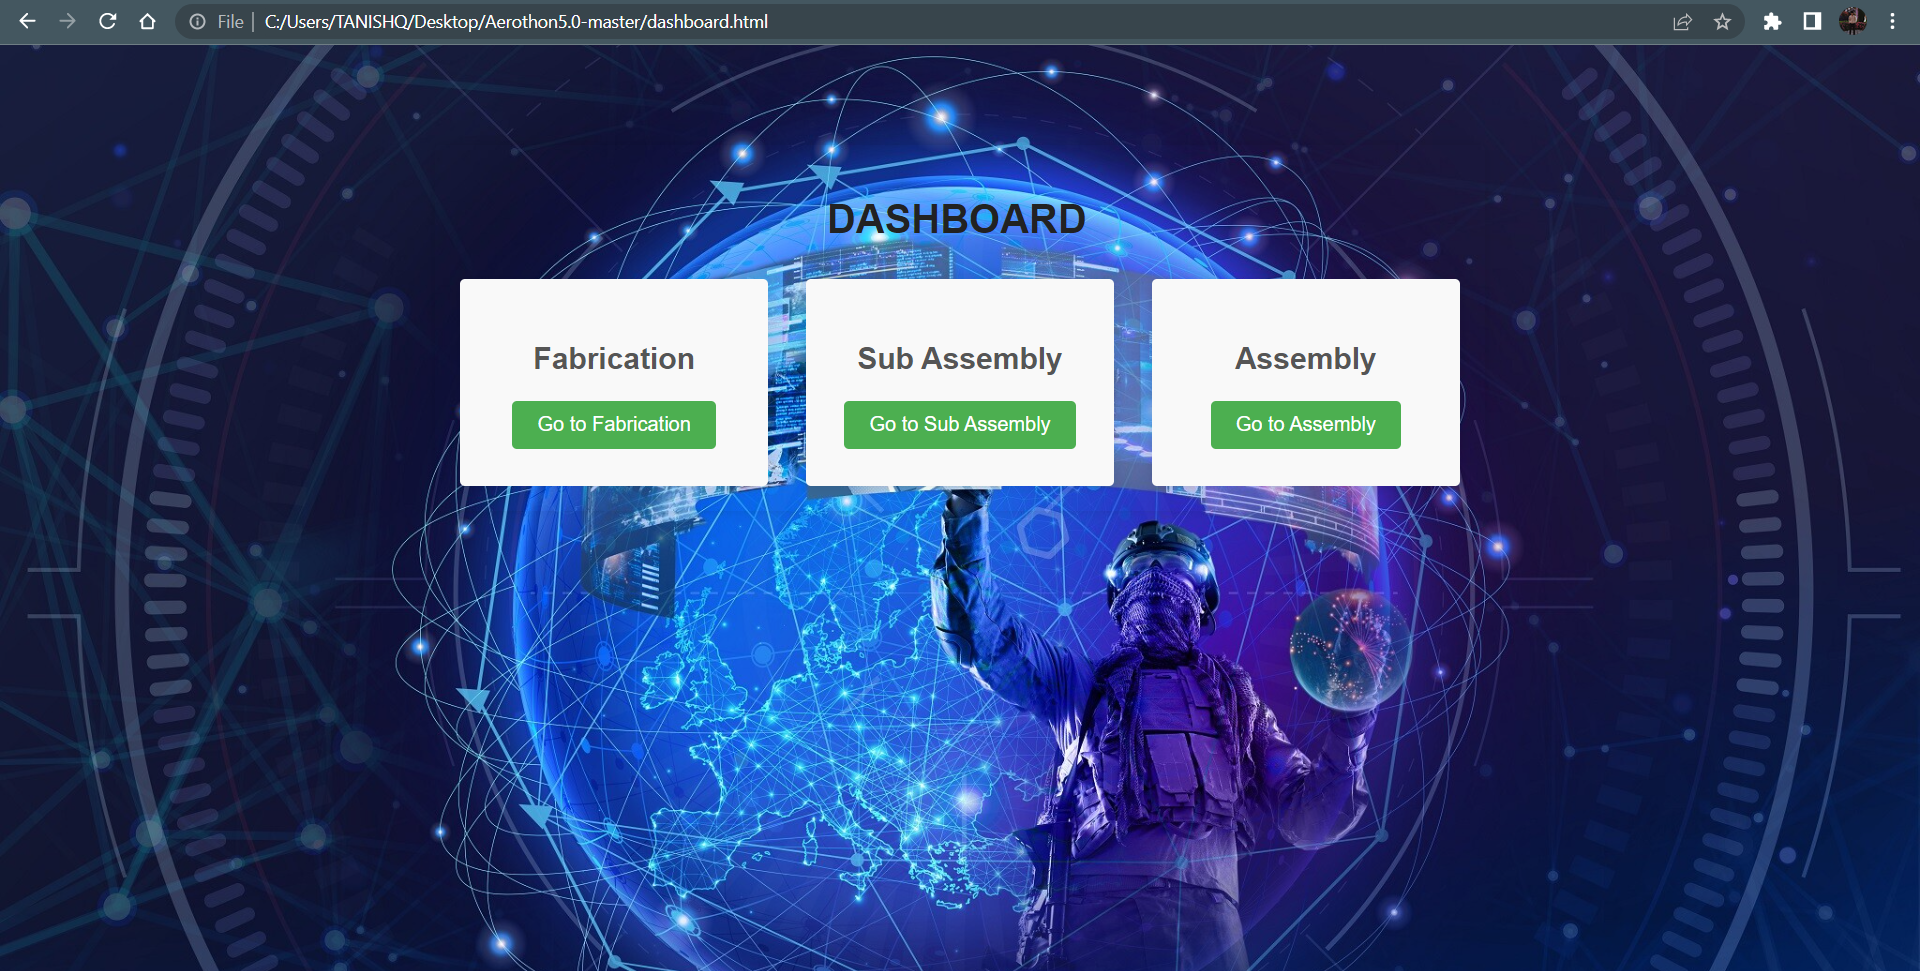 File | C:/Users/TANISHQ/Desktop/Aerothon5.0-master/dashboard.html
DASHBOARD
Fabrication
Sub Assembly
Assembly
Go to Fabrication
Go to Sub Assembly
Go to Assembly